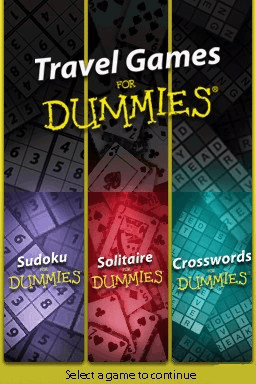 Travel Games
FOR
DUMMIES®
Sudoku
FOR
DUMMIES
Solitaire
FOR
DUMMIES
Crosswords
FOR
DUMMIES
Select a game to continue